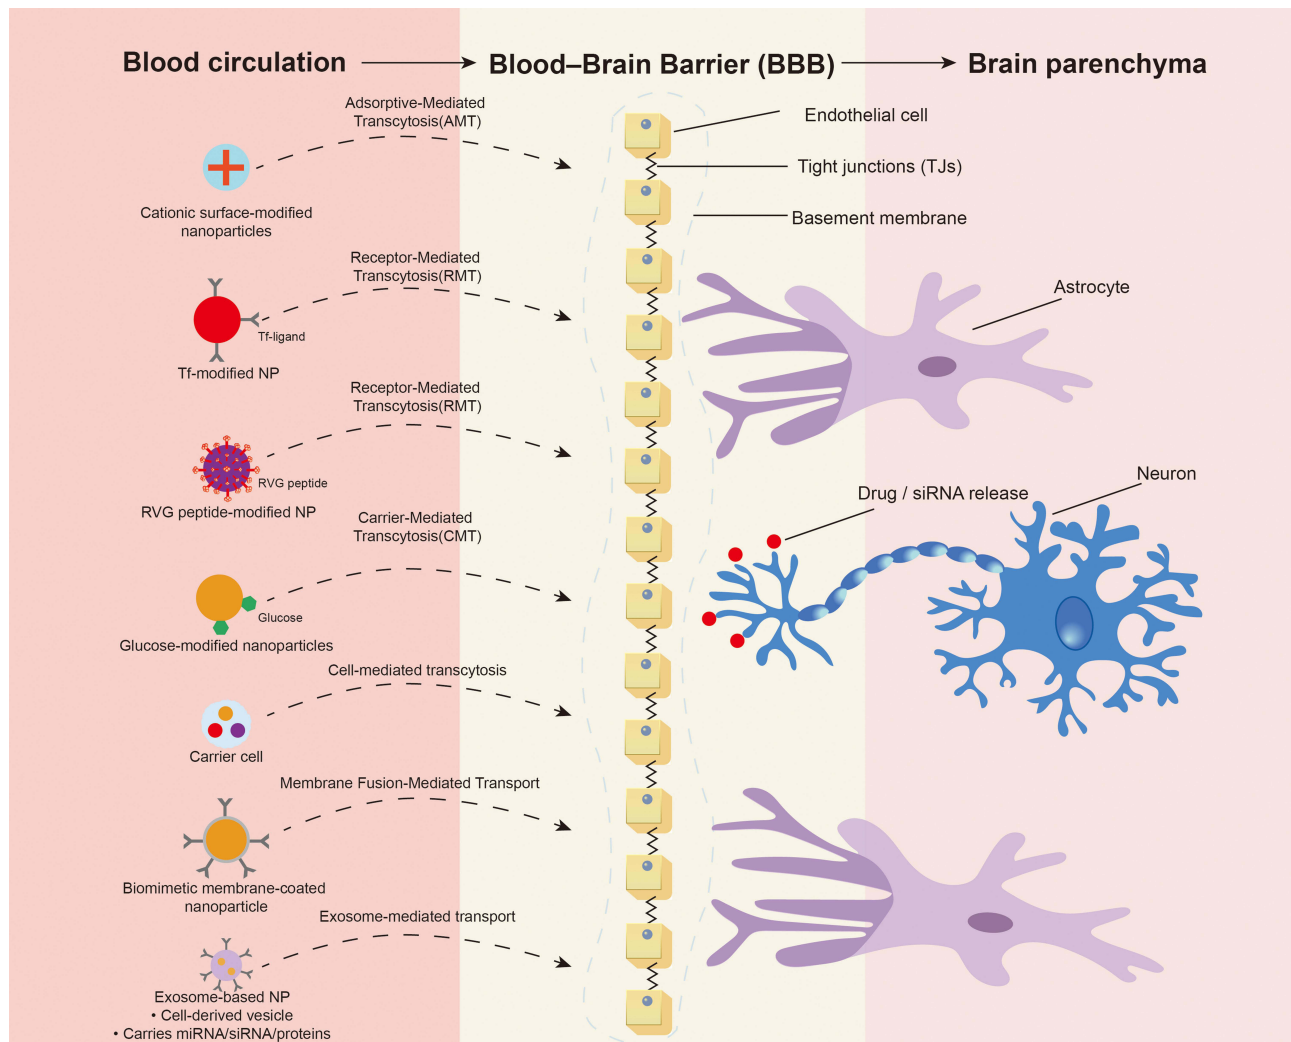 Blood circulation
Blood–Brain Barrier (BBB)
Brain parenchyma
Adsorptive-Mediated
Transcytosis(AMT)
Cationic surface-modified
nanoparticles
Endothelial cell
Tight junctions (TJs)
Basement membrane
Receptor-Mediated
Transcytosis(RMT)
Tf-ligand
Tf-modified NP
Astrocyte
Receptor-Mediated
Transcytosis(RMT)
RVG peptide
RVG peptide-modified NP
Neuron
Drug / siRNA release
Carrier-Mediated
Transcytosis(CMT)
Glucose
Glucose-modified nanoparticles
Cell-mediated transcytosis
Carrier cell
Membrane Fusion-Mediated Transport
Biomimetic membrane-coated
nanoparticle
Exosome-mediated transport
Exosome-based NP
• Cell-derived vesicle
• Carries miRNA/siRNA/proteins